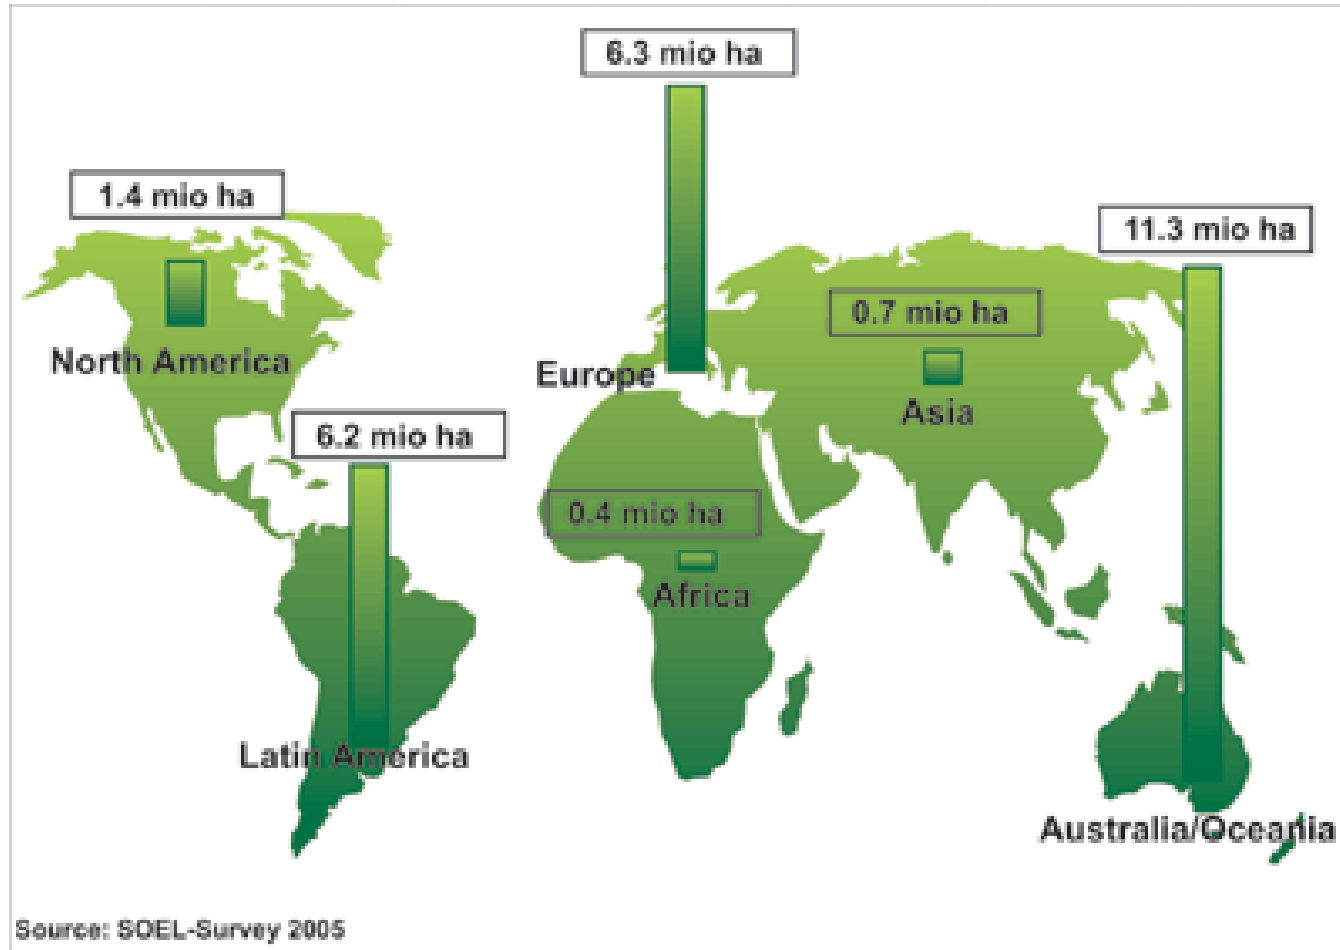 6.3 mio ha
1.4 mio ha
11.3 mio ha
0.7 mio ha
North America
Europe
Asia
6.2 mio ha
0.4 mio ha
Africa
Latin America
Australia/Oceania
Source: SOEL-Survey 2005